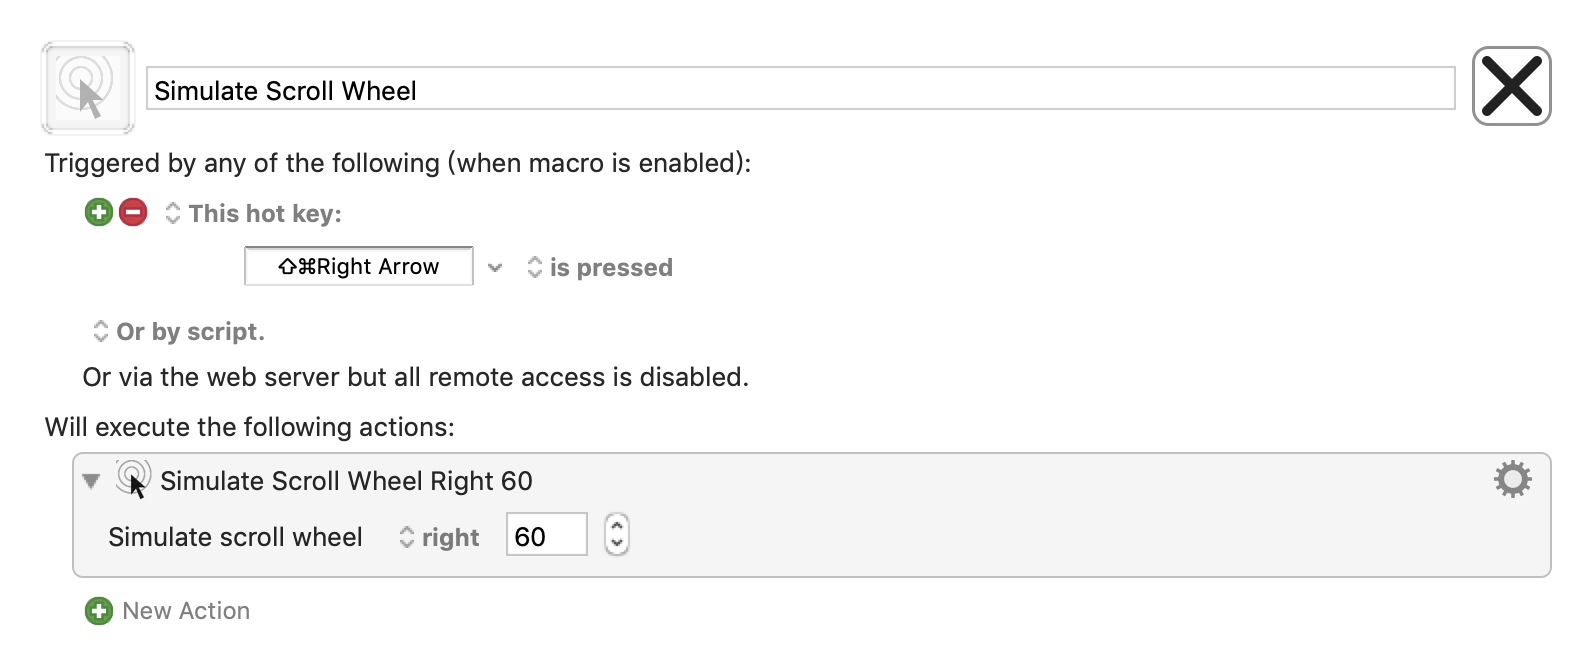 Simulate Scroll Wheel
Triggered by any of the following (when macro is enabled):
This hot key:
⇧⌘Right Arrow is pressed
Or by script.
Or via the web server but all remote access is disabled.
Will execute the following actions:
Simulate Scroll Wheel Right 60
Simulate scroll wheel right 60
New Action